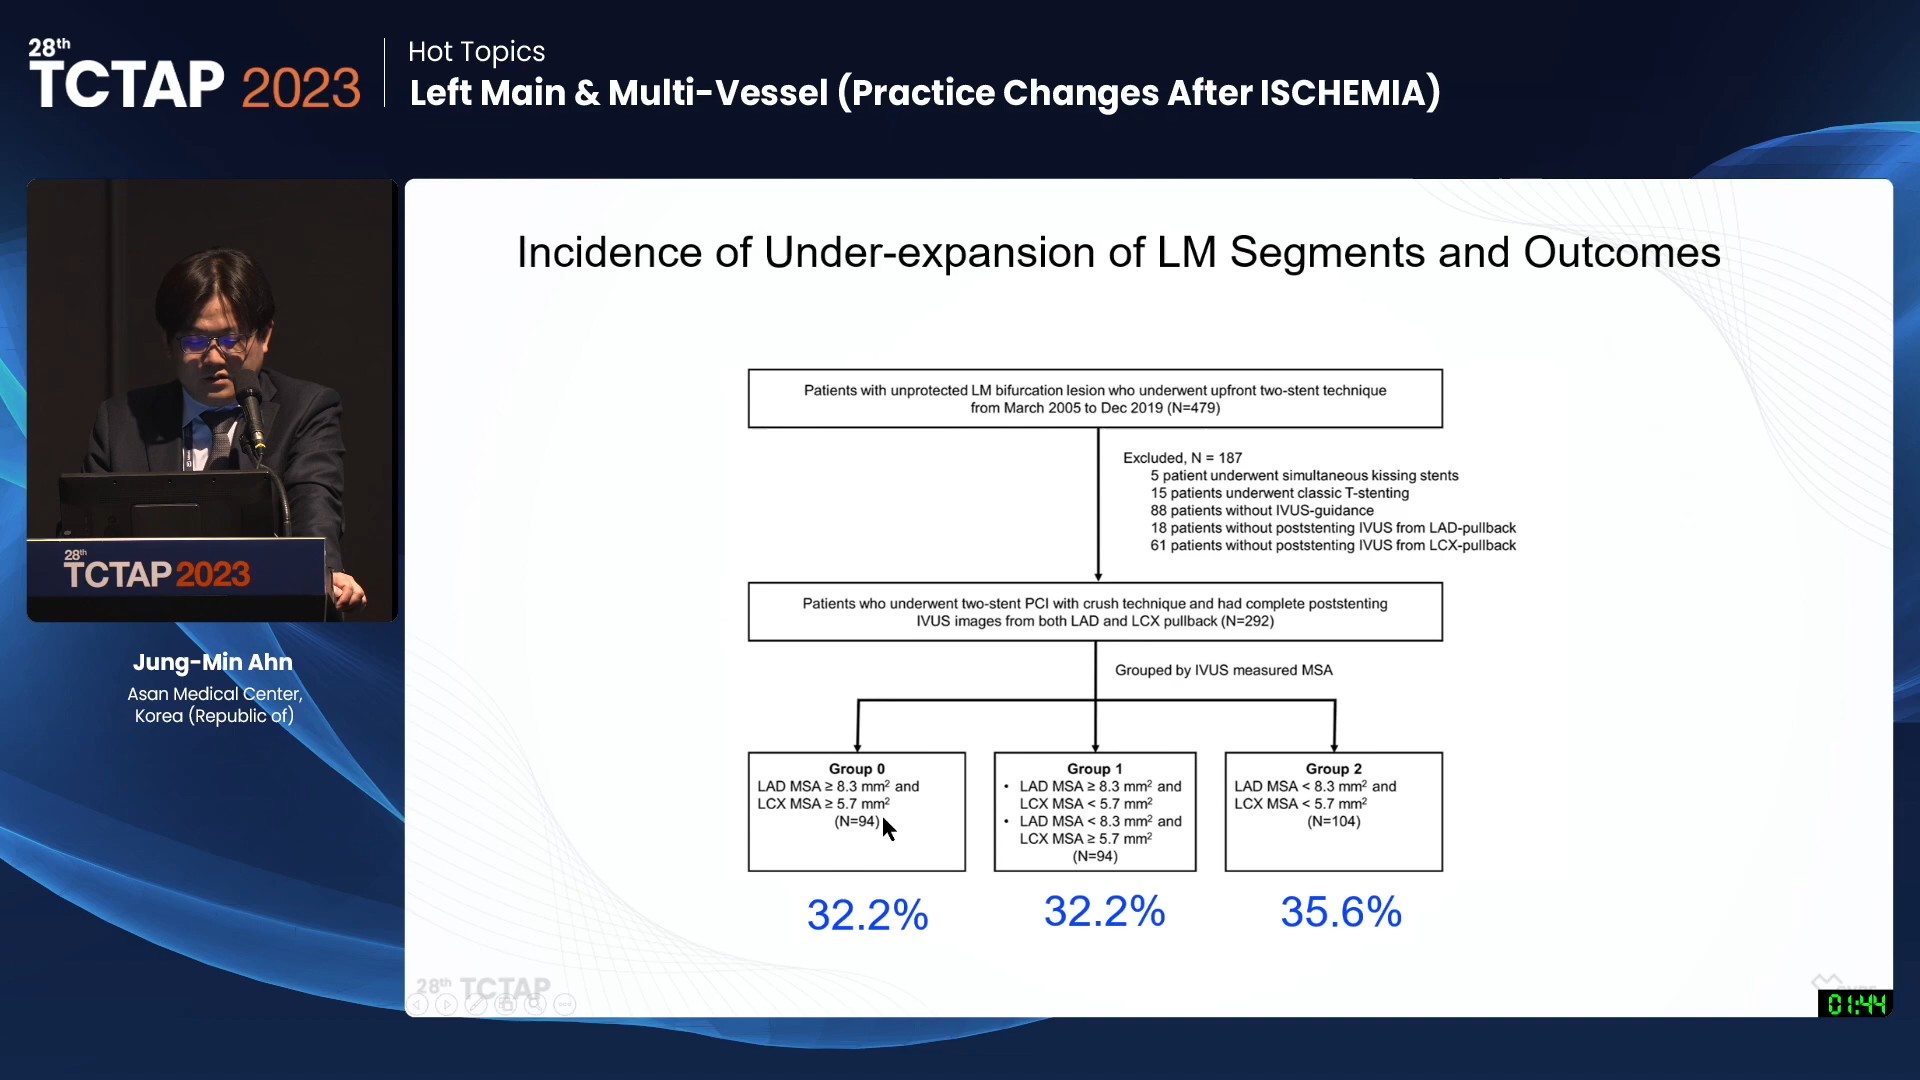 28th
TCTAP 2023
Hot Topics
Left Main & Multi-Vessel (Practice Changes After ISCHEMIA)
28th
TCTAP 2023
Jung-Min Ahn
Asan Medical Center,
Korea (Republic of)
Incidence of Under-expansion of LM Segments and Outcomes
Patients with unprotected LM bifurcation lesion who underwent upfront two-stent technique
from March 2005 to Dec 2019 (N=479)
Excluded, N = 187
5 patient underwent simultaneous kissing stents
15 patients underwent classic T-stenting
88 patients without IVUS-guidance
18 patients without poststenting IVUS from LAD-pullback
61 patients without poststenting IVUS from LCX-pullback
Patients who underwent two-stent PCI with crush technique and had complete poststenting
IVUS images from both LAD and LCX pullback (N=292)
Grouped by IVUS measured MSA
Group 0
LAD MSA ≥ 8.3 mm² and
LCX MSA ≥ 5.7 mm²
(N=94)
Group 1
• LAD MSA ≥ 8.3 mm² and
LCX MSA < 5.7 mm²
• LAD MSA < 8.3 mm² and
LCX MSA ≥ 5.7 mm²
(N=94)
Group 2
LAD MSA < 8.3 mm² and
LCX MSA < 5.7 mm²
(N=104)
32.2%
32.2%
35.6%
28th TCTAP
01:44